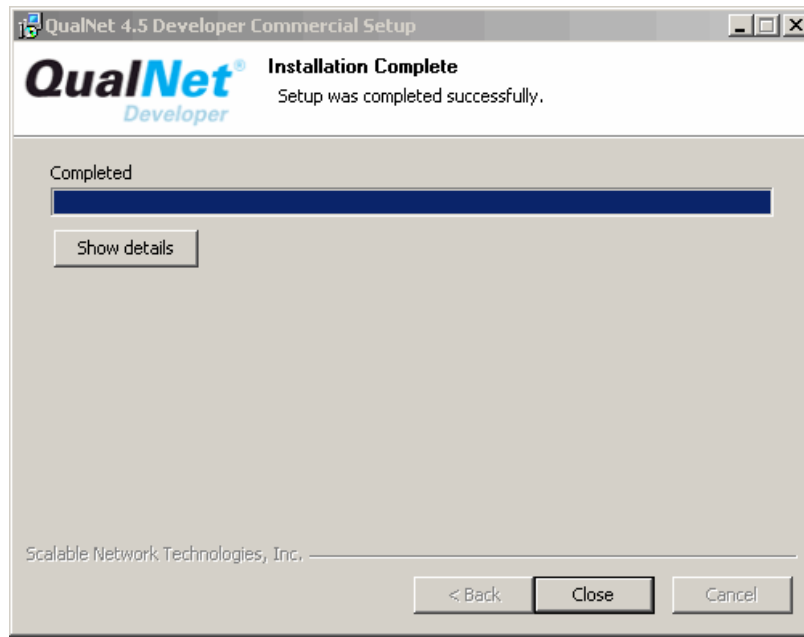 QualNet 4.5 Developer Commercial Setup
QualNet®
Developer
Installation Complete
Setup was completed successfully.
Completed
Show details
Scalable Network Technologies, Inc.
< Back
Close
Cancel